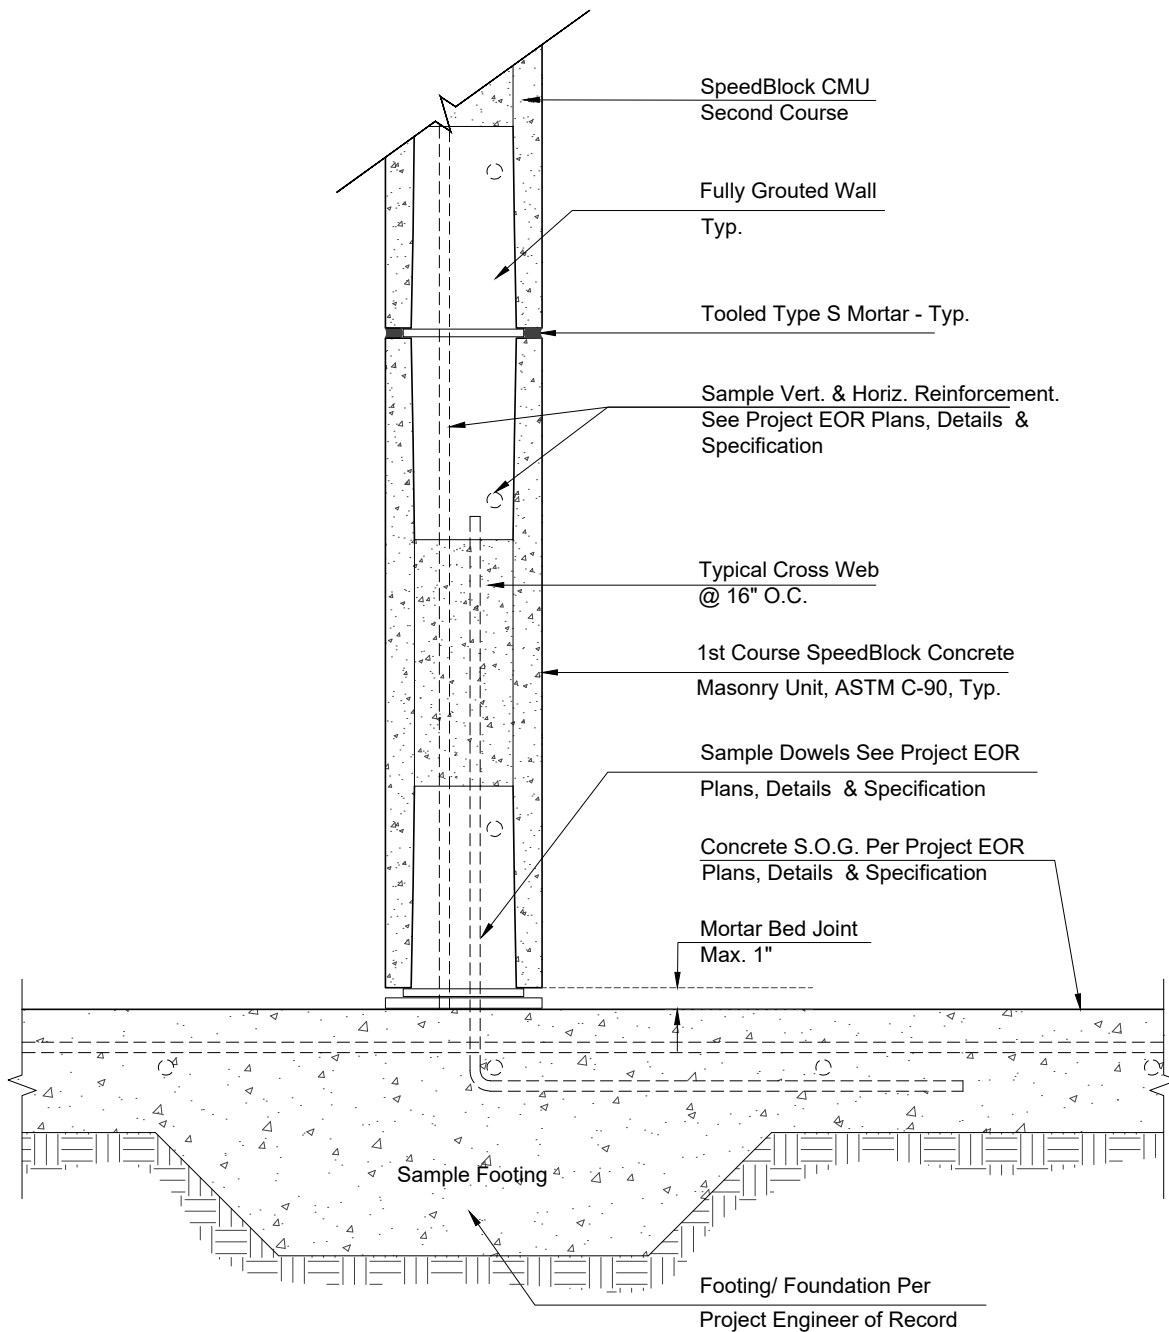 SpeedBlock CMU
Second Course
Fully Grouted Wall
Typ.
Tooled Type S Mortar - Typ.
Sample Vert. & Horiz. Reinforcement.
See Project EOR Plans, Details &
Specification
Typical Cross Web
@ 16" O.C.
1st Course SpeedBlock Concrete
Masonry Unit, ASTM C-90, Typ.
Sample Dowels See Project EOR
Plans, Details & Specification
Concrete S.O.G. Per Project EOR
Plans, Details & Specification
Mortar Bed Joint
Max. 1"
Sample Footing
Footing/ Foundation Per
Project Engineer of Record